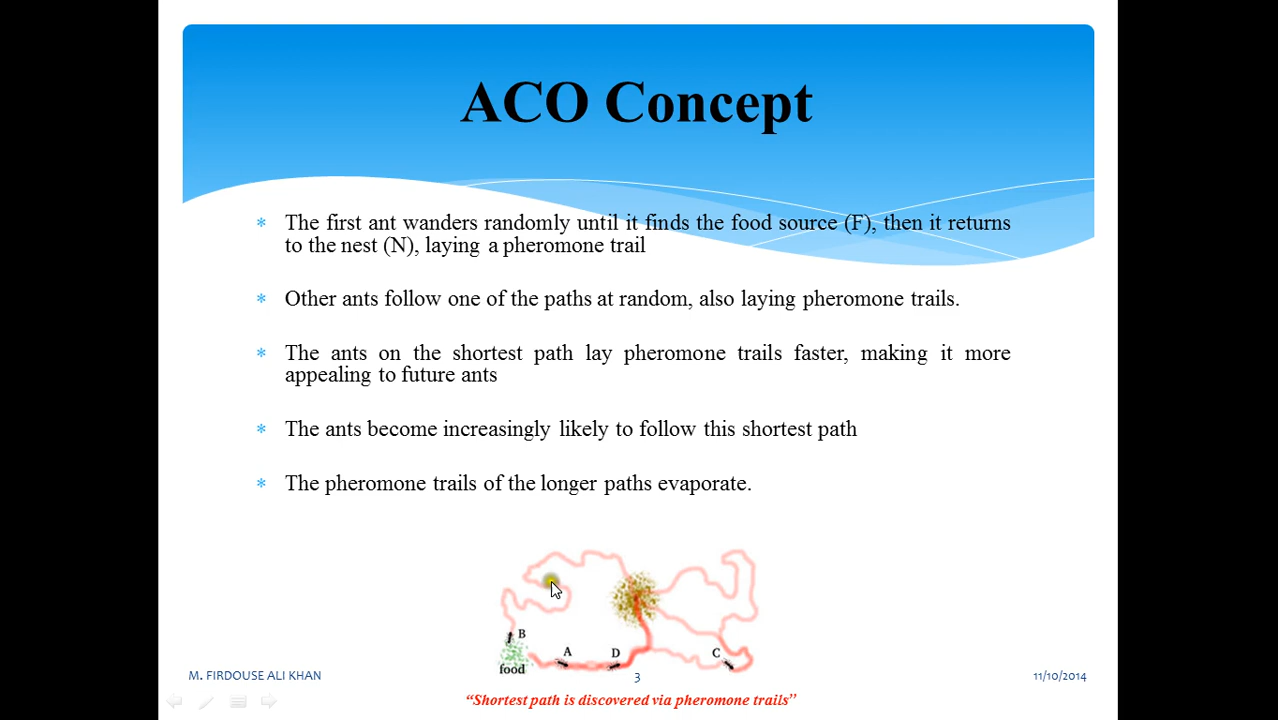 ACO Concept
* The first ant wanders randomly until it finds the food source (F), then it returns
to the nest (N), laying a pheromone trail
* Other ants follow one of the paths at random, also laying pheromone trails.
* The ants on the shortest path lay pheromone trails faster, making it more
appealing to future ants
* The ants become increasingly likely to follow this shortest path
* The pheromone trails of the longer paths evaporate.
B
A
D
C
food
M. FIRDOUSE ALI KHAN
3
11/10/2014
“Shortest path is discovered via pheromone trails”